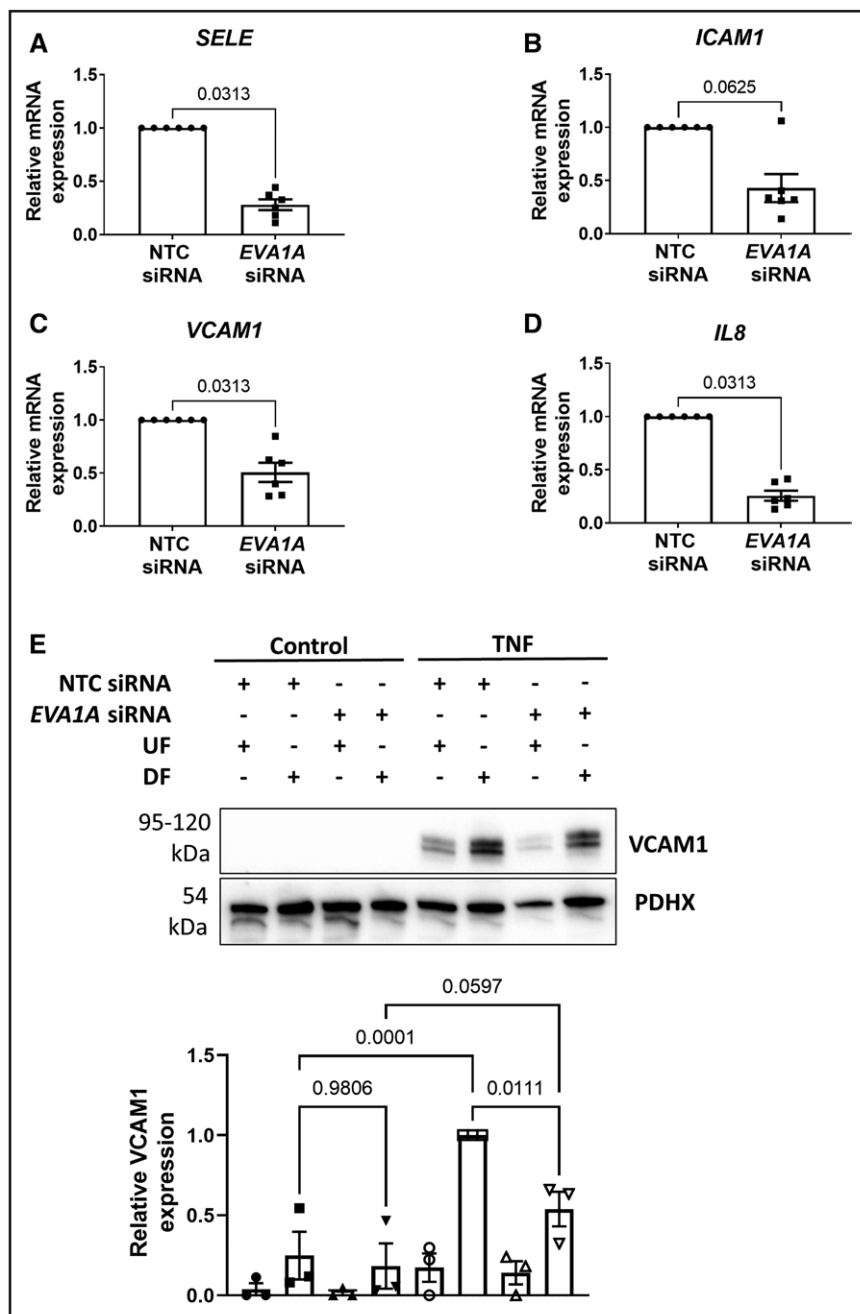 A
SELE
Relative mRNA
expression
1.5
1.0
0.5
0.0
0.0313
NTC
siRNA
EVA1A
siRNA
B
ICAM1
Relative mRNA
expression
1.5
1.0
0.5
0.0
0.0625
NTC
siRNA
EVA1A
siRNA
C
VCAM1
Relative mRNA
expression
1.5
1.0
0.5
0.0
0.0313
NTC
siRNA
EVA1A
siRNA
D
IL8
Relative mRNA
expression
1.5
1.0
0.5
0.0
0.0313
NTC
siRNA
EVA1A
siRNA
E
Control TNF
NTC siRNA + + - - + + - -
EVA1A siRNA - - + + - - + +
UF + - + - + - + -
DF - + - + - + - +
95-120
kDa
VCAM1
54
kDa
PDHX
Relative VCAM1
expression
1.5
1.0
0.5
0.0
0.0597
0.0001
0.9806
0.0111